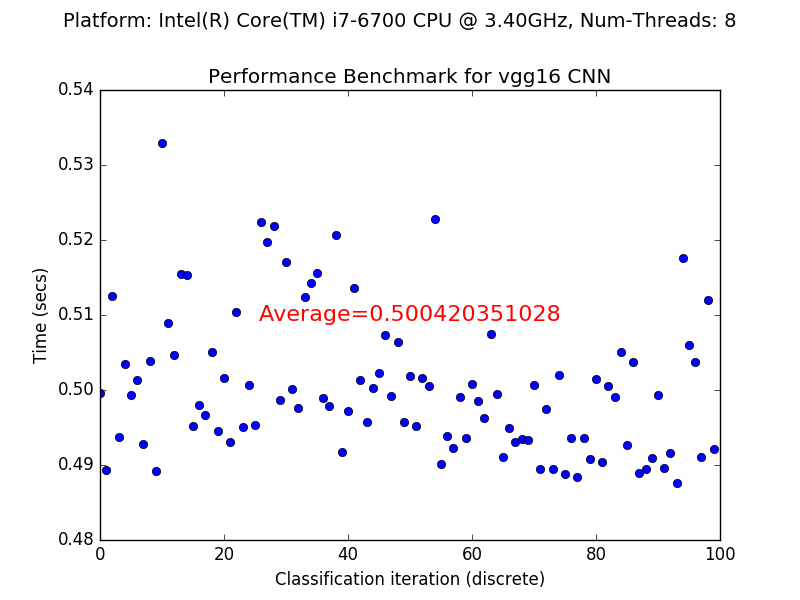 Platform: Intel(R) Core(TM) i7-6700 CPU @ 3.40GHz, Num-Threads: 8
Performance Benchmark for vgg16 CNN
0.54
0.53
0.52
0.51
0.50
0.49
0.48
Time (secs)
Average=0.500420351028
0 20 40 60 80 100
Classification iteration (discrete)